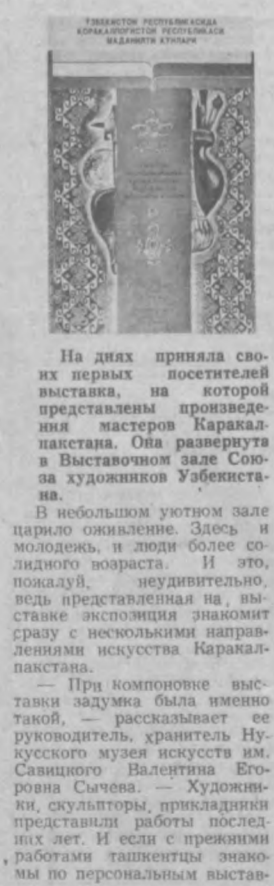 ЎЗБЕКИСТОН РЕСПУБЛИКАСИДА
ҚОРАҚАЛПОҒИСТОН РЕСПУБЛИКАСИ
МАДАНИЯТИ КУНЛАРИ
На днях приняла сво-
их первых посетителей
выставка, на которой
представлены произведе-
ния мастеров Каракал-
пакстана. Она развернута
в Выставочном зале Сою-
за художников Узбекиста-
на.
В небольшом уютном зале
царило оживление. Здесь и
молодежь, и люди более со-
лидного возраста. И это,
пожалуй, неудивительно,
ведь представленная на выс-
ставке экспозиция знакомит
сразу с несколькими направ-
лениями искусства Каракал-
пакстана.
— При компоновке выс-
тавки задумка была именно
такой, — рассказывает ее
руководитель, хранитель Ну-
кусского музея искусств им.
Савицкого Валентина Его-
ровна Сычева. — Художни-
ки, скульпторы, прикладники
представили работы послед-
них лет. И если с прежними
работами ташкентцы знако-
мы по персональным выстав-